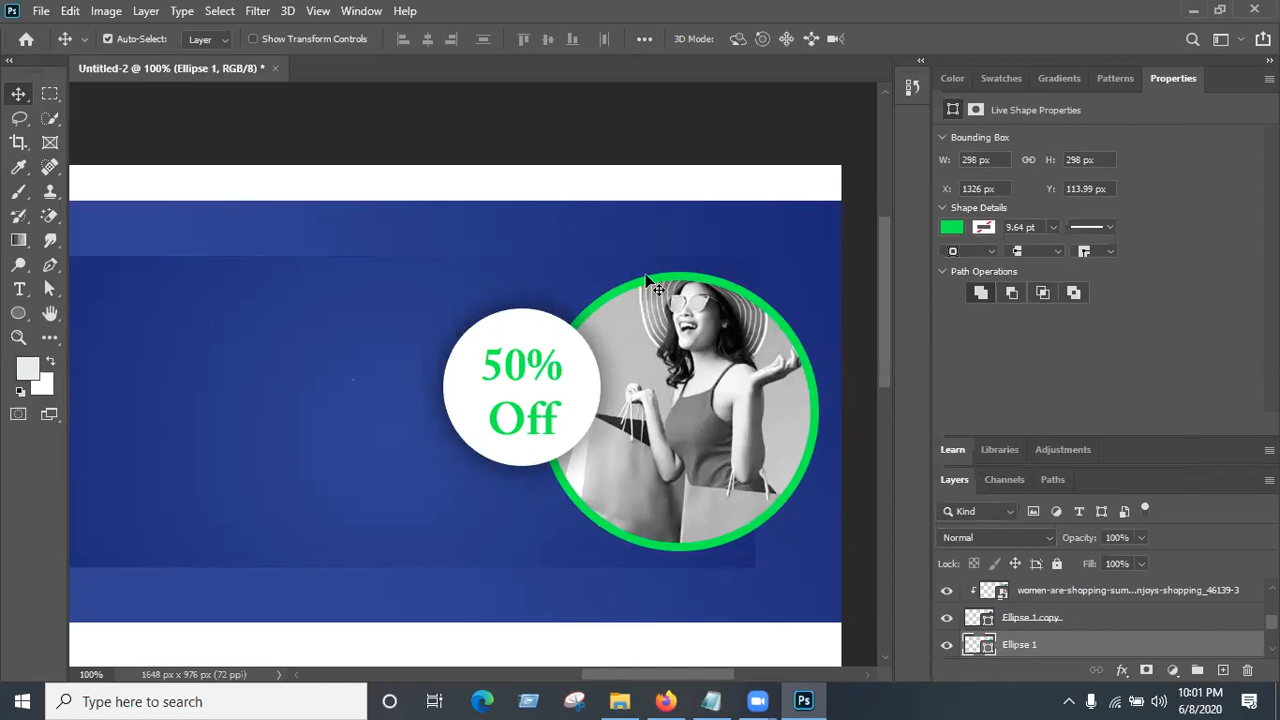 Ps File Edit Image Layer Type Select Filter 3D View Window Help
Auto-Select: Layer Show Transform Controls 3D Mode:
Untitled-2 @ 100% (Ellipse 1, RGB/8) *
50%
Off
100% 1648 px x 976 px (72 ppi)
Color Swatches Gradients Patterns Properties
Live Shape Properties
Bounding Box
W: 298 px H: 298 px
X: 1326 px Y: 113.99 px
Shape Details
9.64 pt
Path Operations
Learn Libraries Adjustments
Layers Channels Paths
Kind
Normal Opacity: 100%
Lock: Fill: 100%
women-are-shopping-sum...njoys-shopping_46139-3
Ellipse 1 copy
Ellipse 1
Type here to search
Ps
10:01 PM
6/8/2020